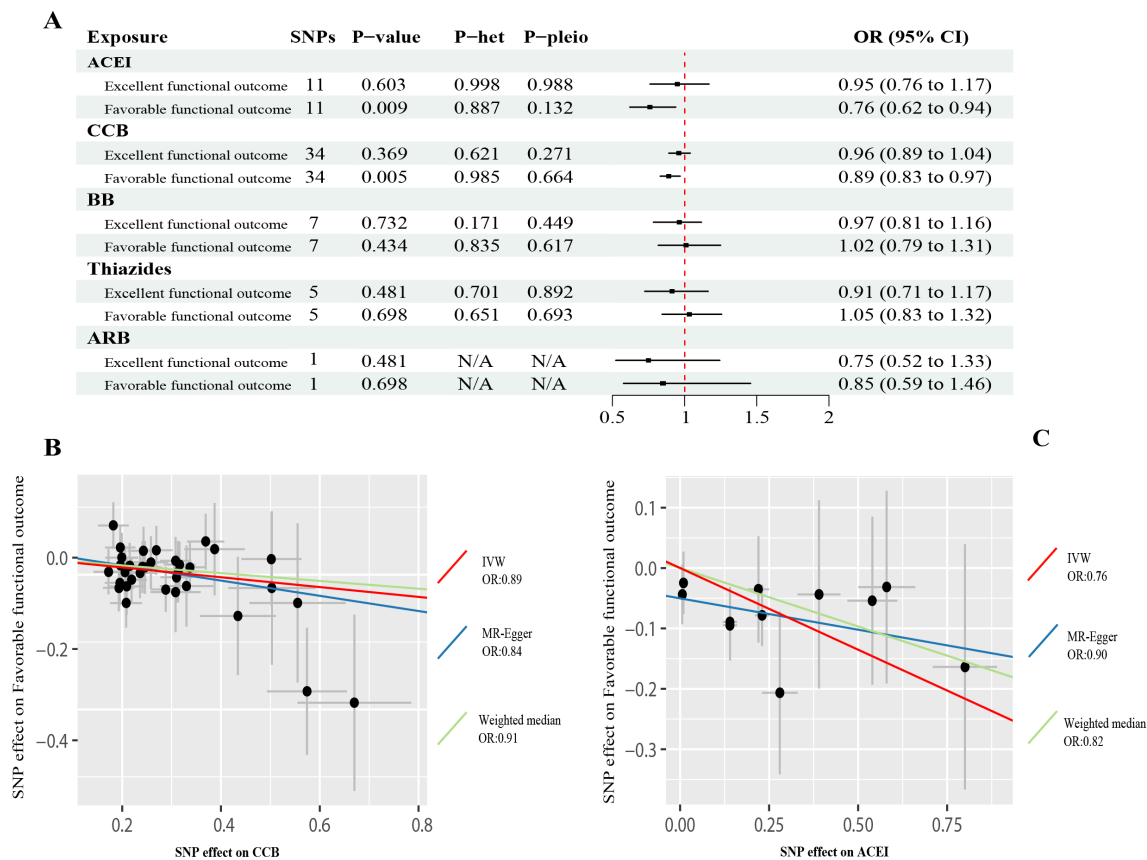 A
Exposure SNPs P−value P−het P−pleio OR (95% CI)
ACEI
Excellent functional outcome 11 0.603 0.998 0.988 0.95 (0.76 to 1.17)
Favorable functional outcome 11 0.009 0.887 0.132 0.76 (0.62 to 0.94)
CCB
Excellent functional outcome 34 0.369 0.621 0.271 0.96 (0.89 to 1.04)
Favorable functional outcome 34 0.005 0.985 0.664 0.89 (0.83 to 0.97)
BB
Excellent functional outcome 7 0.732 0.171 0.449 0.97 (0.81 to 1.16)
Favorable functional outcome 7 0.434 0.835 0.617 1.02 (0.79 to 1.31)
Thiazides
Excellent functional outcome 5 0.481 0.701 0.892 0.91 (0.71 to 1.17)
Favorable functional outcome 5 0.698 0.651 0.693 1.05 (0.83 to 1.32)
ARB
Excellent functional outcome 1 0.481 N/A N/A 0.75 (0.52 to 1.33)
Favorable functional outcome 1 0.698 N/A N/A 0.85 (0.59 to 1.46)
0.5 1 1.5 2
B
SNP effect on Favorable functional outcome
0.0
−0.2
−0.4
0.2 0.4 0.6 0.8
SNP effect on CCB
IVW
OR:0.89
MR-Egger
OR:0.84
Weighted median
OR:0.91
C
SNP effect on Favorable functional outcome
0.1
0.0
−0.1
−0.2
−0.3
0.00 0.25 0.50 0.75
SNP effect on ACEI
IVW
OR:0.76
MR-Egger
OR:0.90
Weighted median
OR:0.82